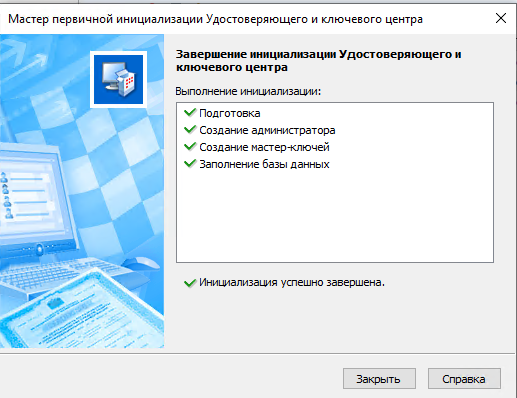 Мастер первичной инициализации Удостоверяющего и ключевого центра
Завершение инициализации Удостоверяющего и
ключевого центра
Выполнение инициализации:
Подготовка
Создание администратора
Создание мастер-ключей
Заполнение базы данных
Инициализация успешно завершена.
Закрыть
Справка